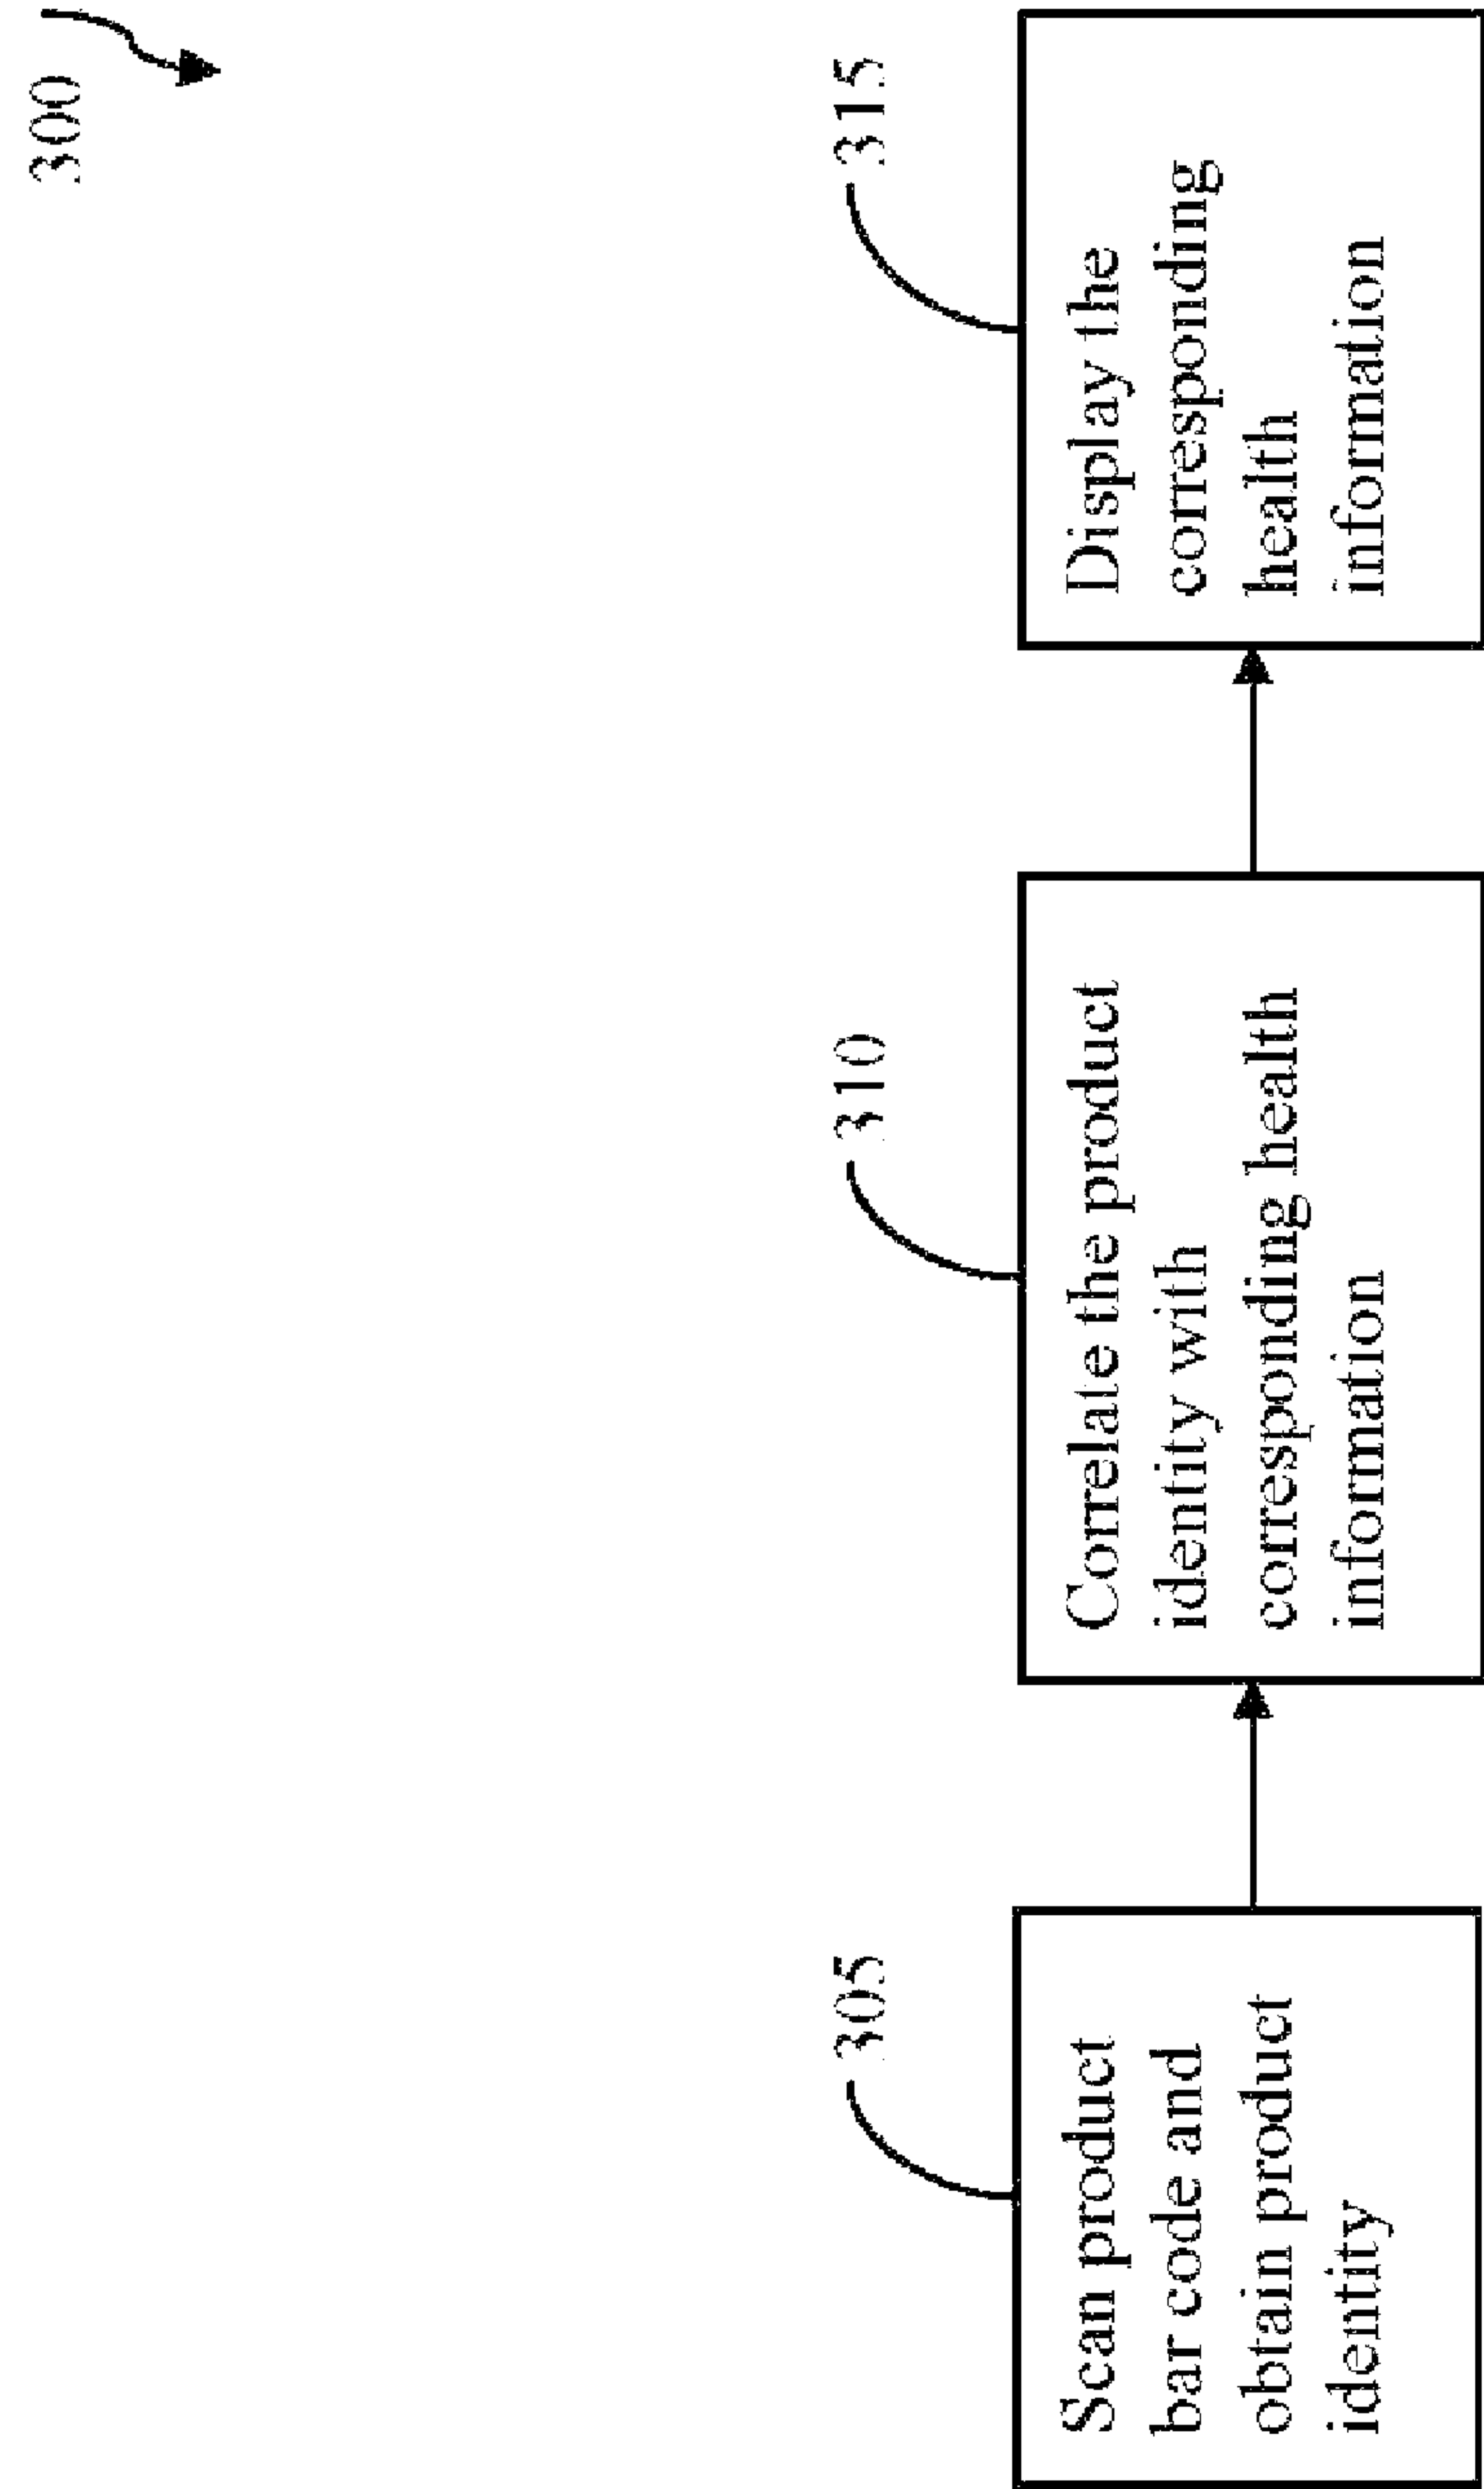 300
305
Scan product
bar code and
obtain product
identity
310
Correlate the product
identity with
corresponding health
information
315
Display the
corresponding
health
information